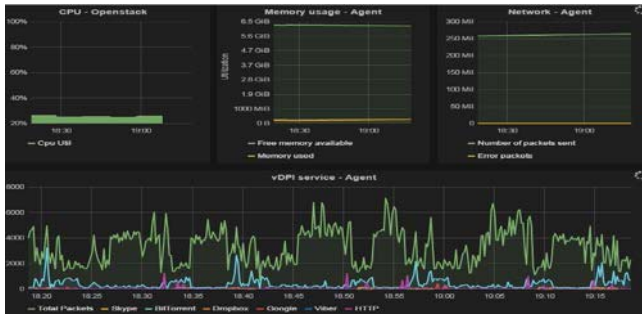 CPU - Openstack
100%
80%
60%
40%
20%
18:30
19:00
Cpu Util
Memory usage - Agent
Utilization
6.5 GiB
5.6 GiB
4.7 GiB
3.7 GiB
2.8 GiB
1.9 GiB
1000 MiB
0 B
18:30
19:00
Free memory available
Memory used
Network - Agent
300 Mil
250 Mil
200 Mil
150 Mil
100 Mil
50 Mil
0
18:30
19:00
Number of packets sent
Error packets
vDPI service - Agent
8000
6000
4000
2000
0
18:20
18:25
18:30
18:35
18:40
18:45
18:50
18:55
19:00
19:05
19:10
19:15
Total Packets
Skype
BitTorrent
Dropbox
Google
Viber
HTTP